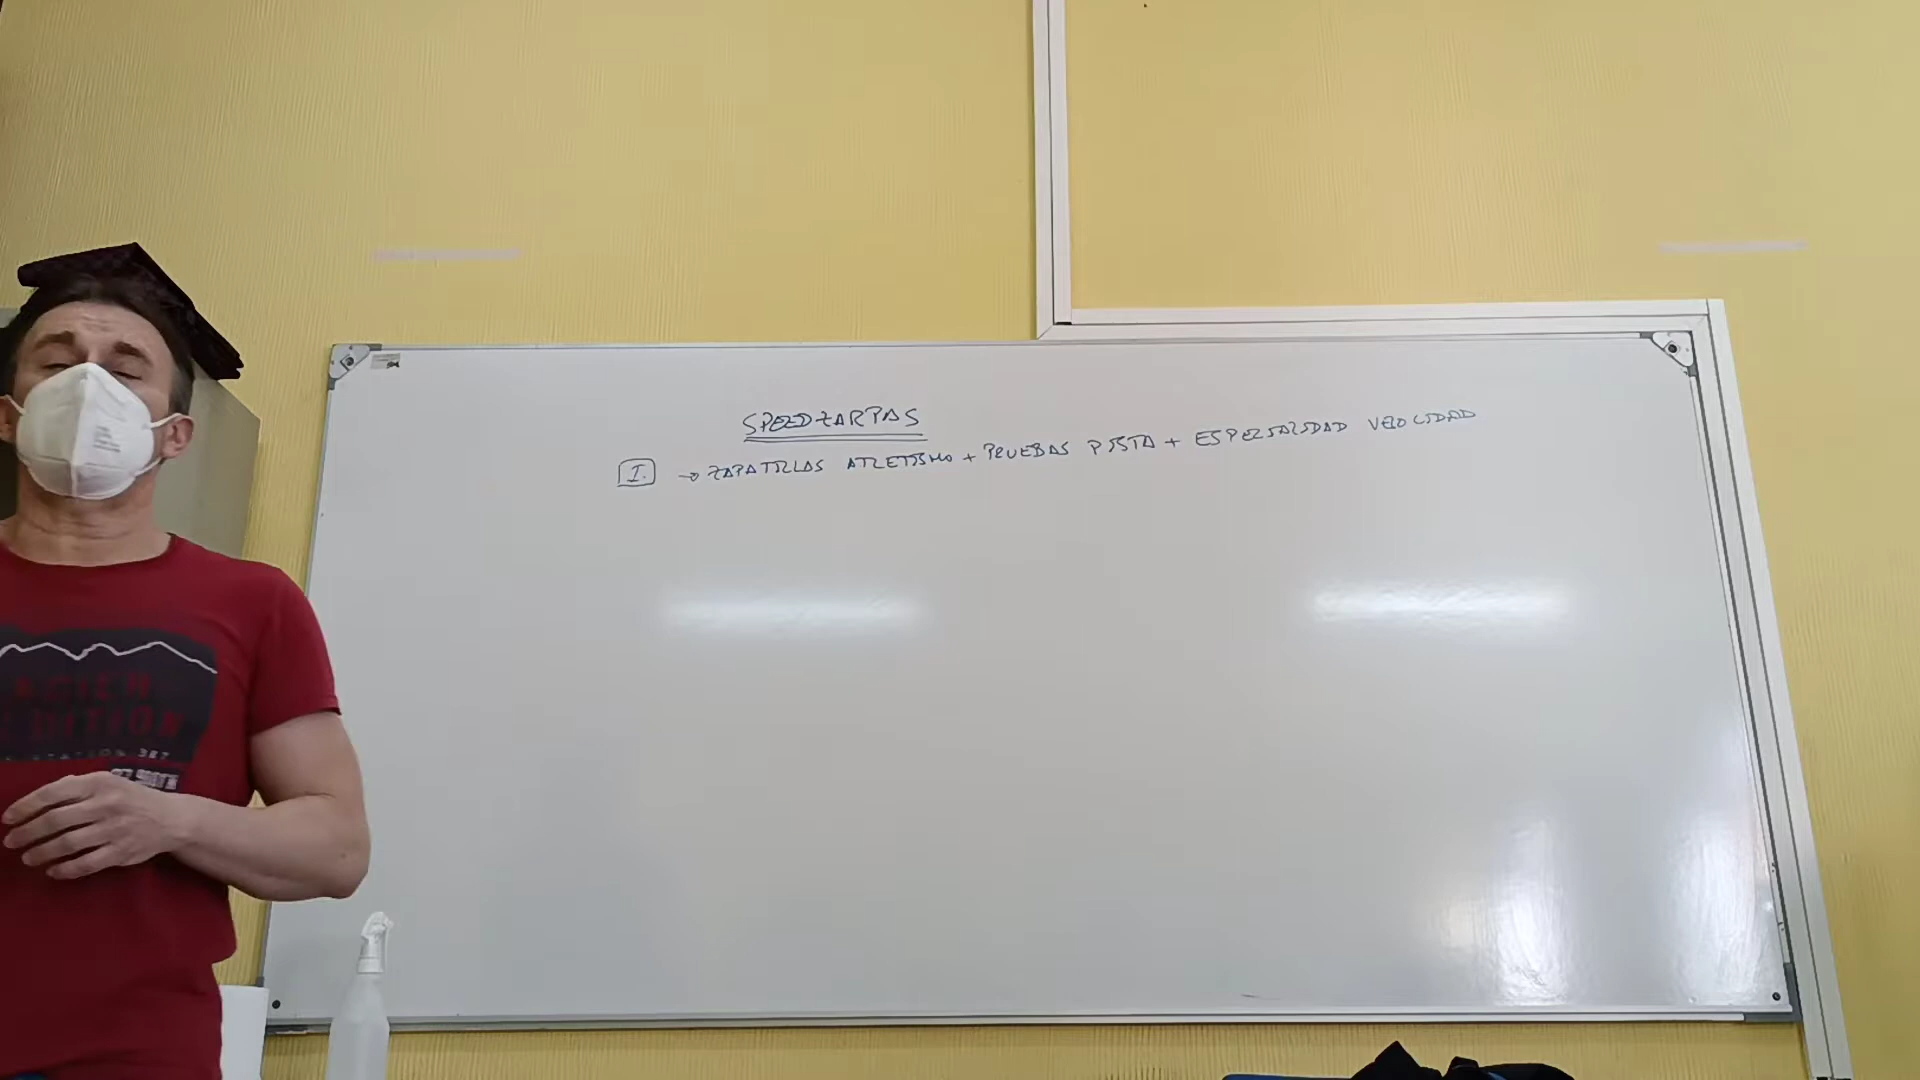 SPEEDZARPAS
I. → ZAPATILLAS ATLETISMO + PRUEBAS PISTA + ESPECIALIDAD VELOCIDAD